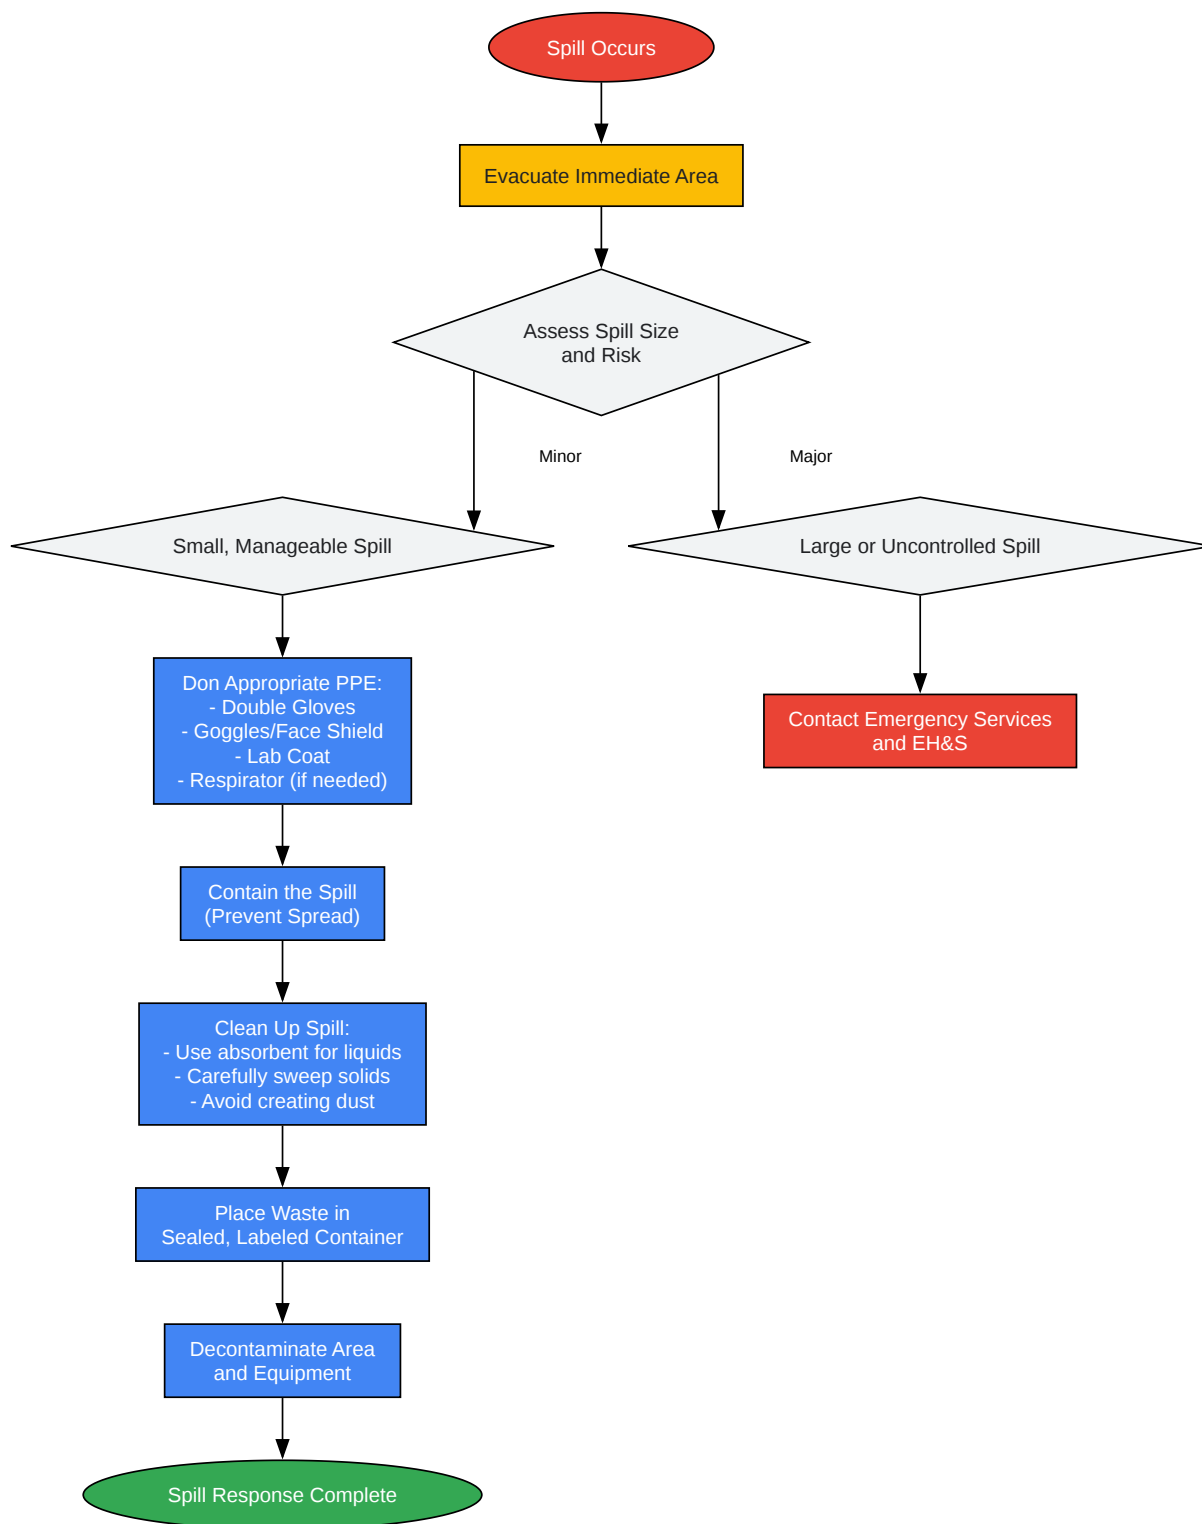 Spill Occurs
Evacuate Immediate Area
Assess Spill Size
and Risk
Minor
Major
Small, Manageable Spill
Large or Uncontrolled Spill
Don Appropriate PPE:
- Double Gloves
- Goggles/Face Shield
- Lab Coat
- Respirator (if needed)
Contact Emergency Services
and EH&S
Contain the Spill
(Prevent Spread)
Clean Up Spill:
- Use absorbent for liquids
- Carefully sweep solids
- Avoid creating dust
Place Waste in
Sealed, Labeled Container
Decontaminate Area
and Equipment
Spill Response Complete